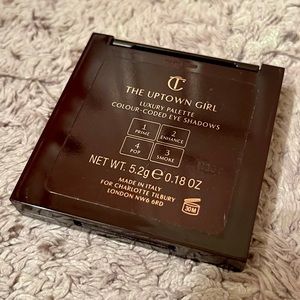 CT
THE UPTOWN GIRL
LUXURY PALETTE
COLOUR-CODED EYE SHADOWS
1 2
PRIME ENHANCE
4 3
POP SMOKE
NET WT. 5.2g ℮ 0.18 OZ
MADE IN ITALY
FOR CHARLOTTE TILBURY
LONDON NW6 6RD
30M